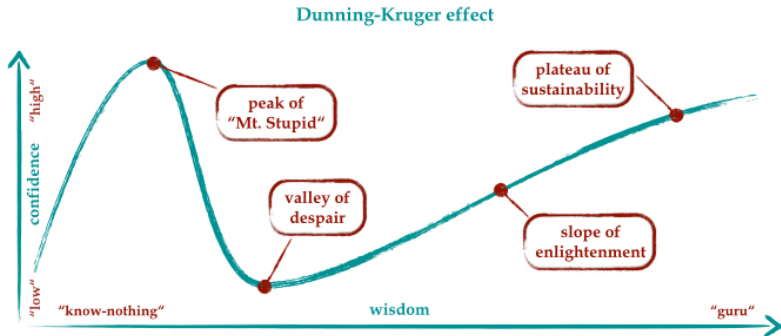 Dunning-Kruger effect
plateau of
sustainability
"high"
peak of
"Mt. Stupid"
confidence
valley of
despair
slope of
enlightenment
"low"
"know-nothing"
wisdom
"guru"